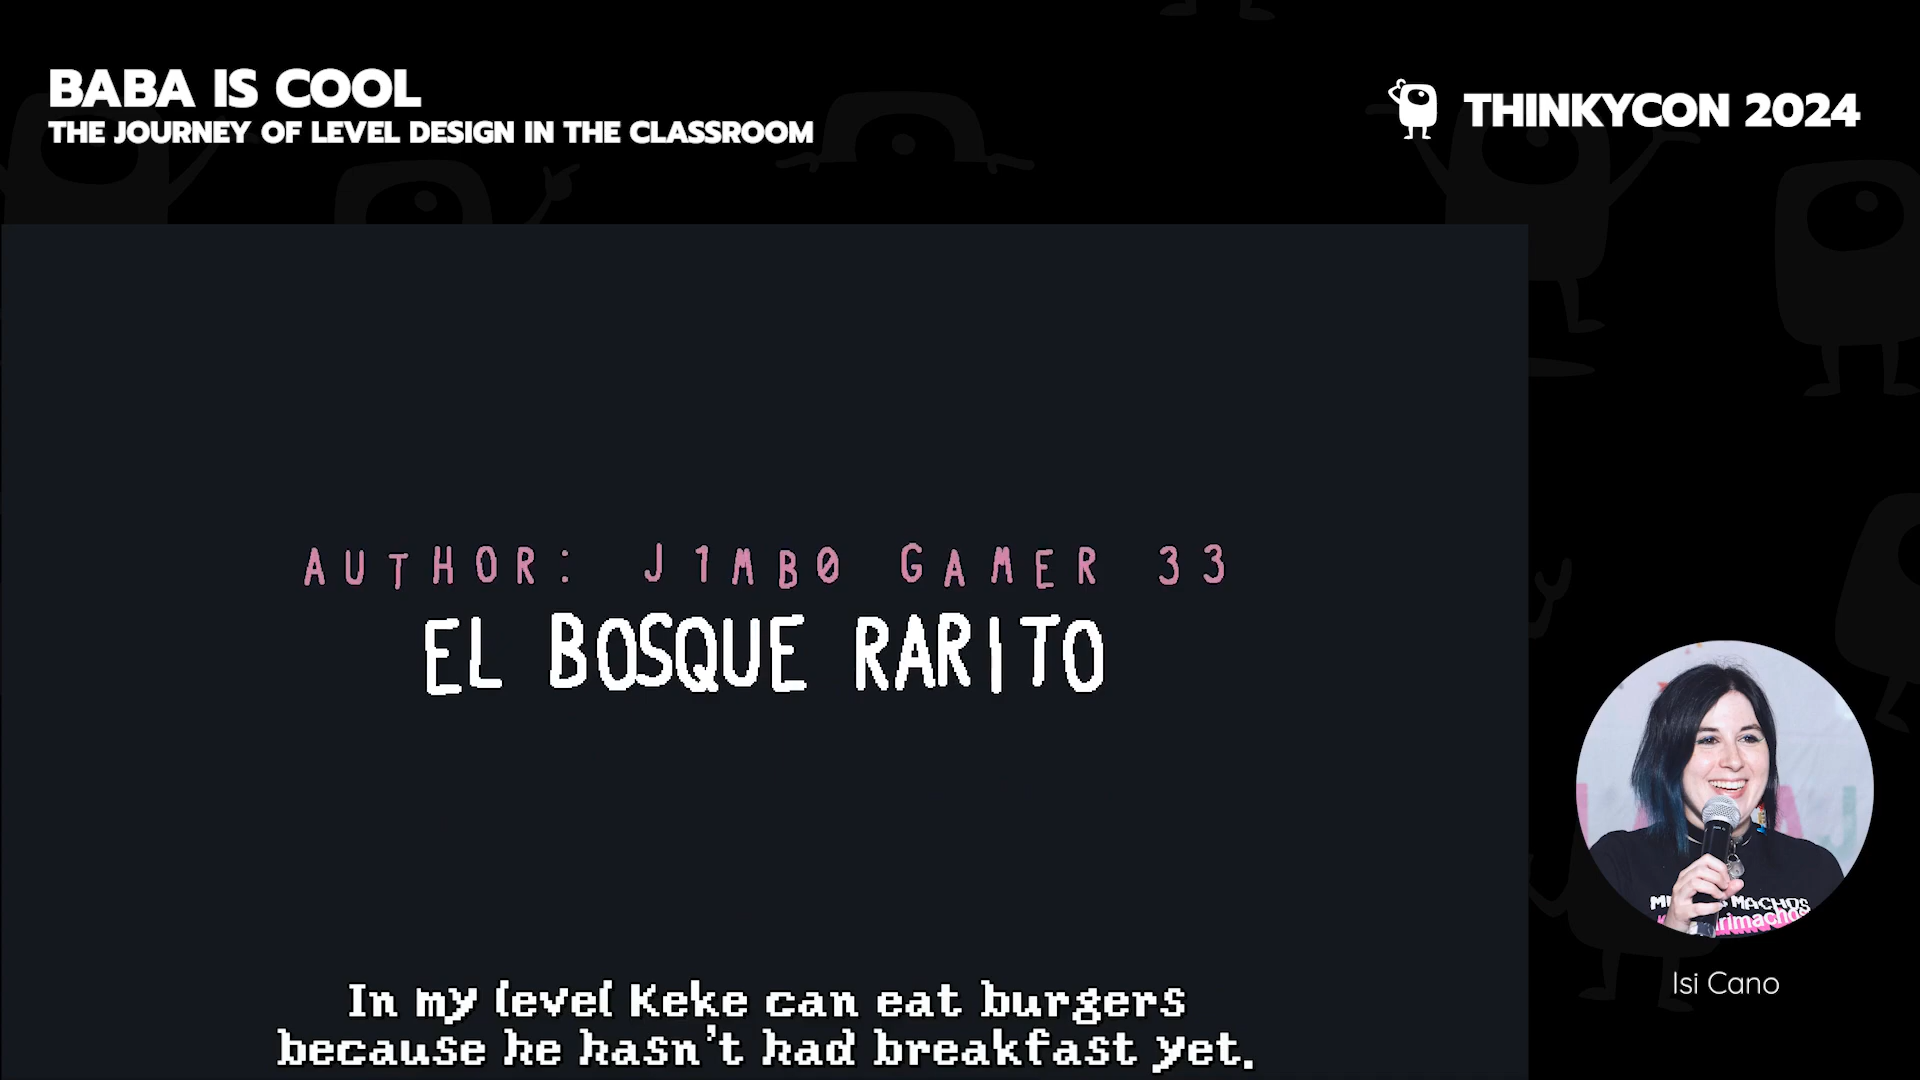 BABA IS COOL
THE JOURNEY OF LEVEL DESIGN IN THE CLASSROOM
THINKYCON 2024
AUTHOR: J1MB0 GAMER 33
EL BOSQUE RARITO
In my level Keke can eat burgers
because he hasn't had breakfast yet.
MACHOS
Isi Cano